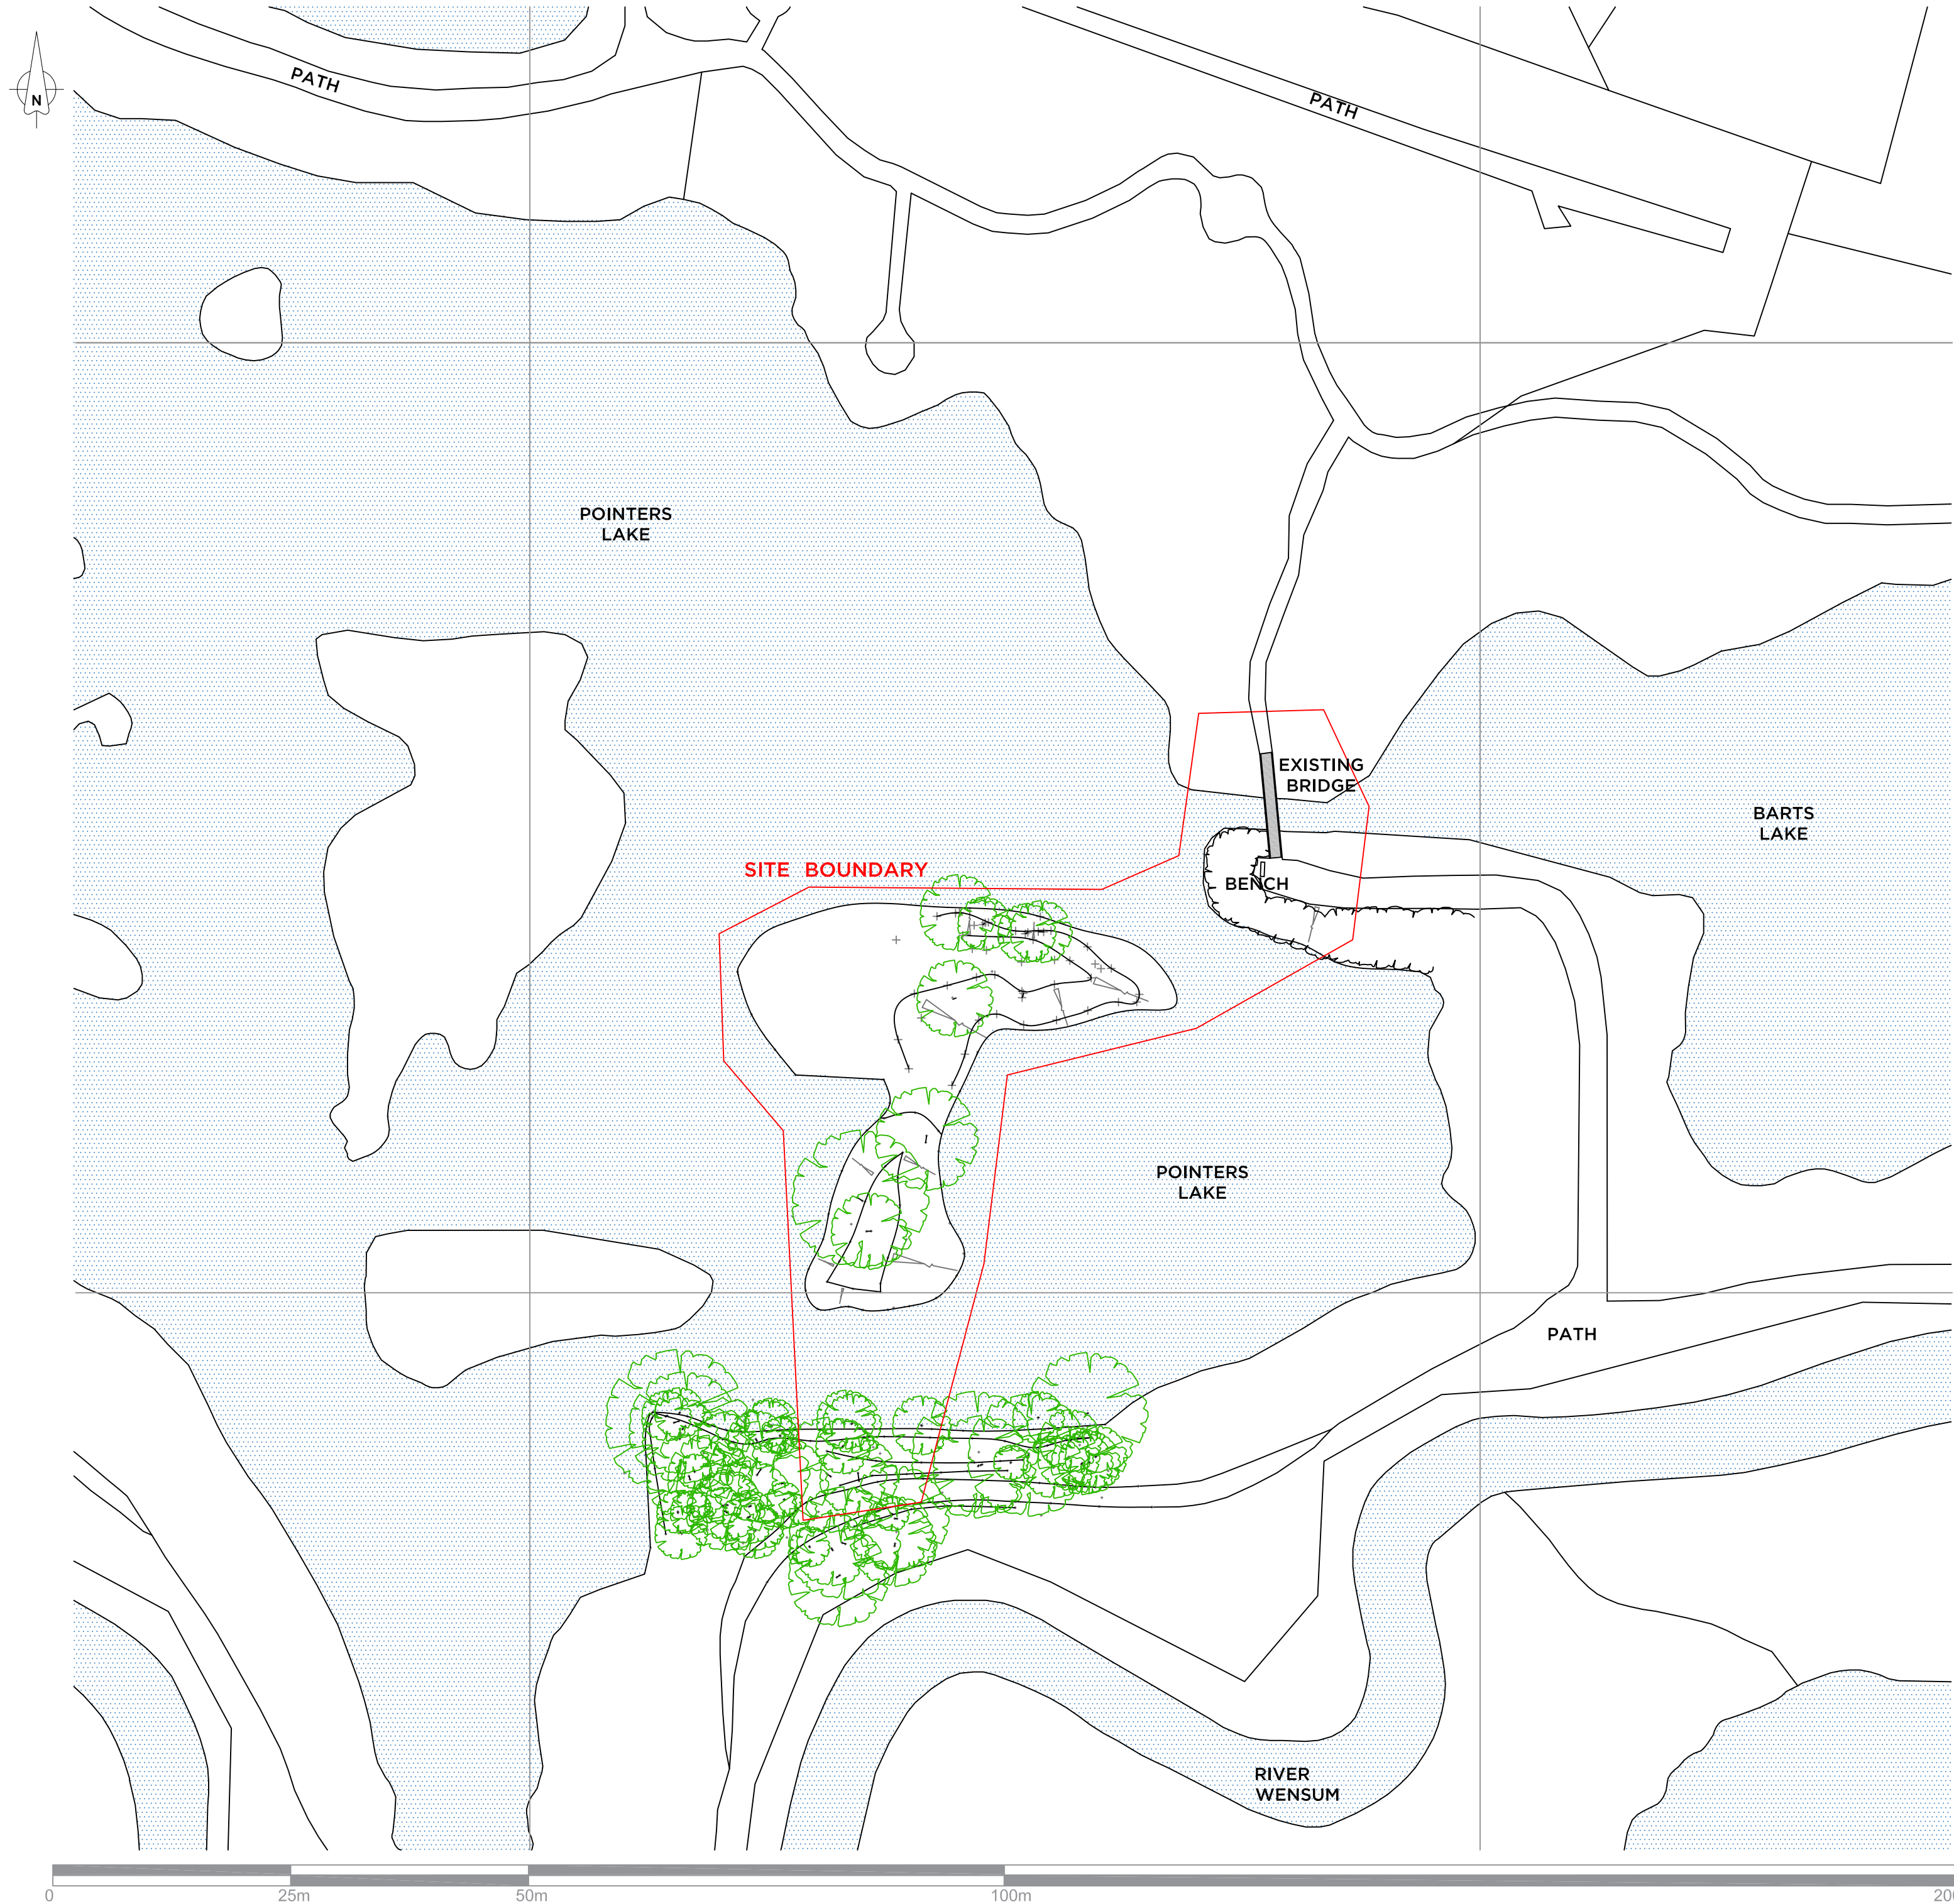 PATH
N
PATH
POINTERS
LAKE
EXISTING
BRIDGE
BARTS
LAKE
SITE BOUNDARY
BENCH
POINTERS
LAKE
PATH
RIVER
WENSUM
0 25m 50m 100m 20